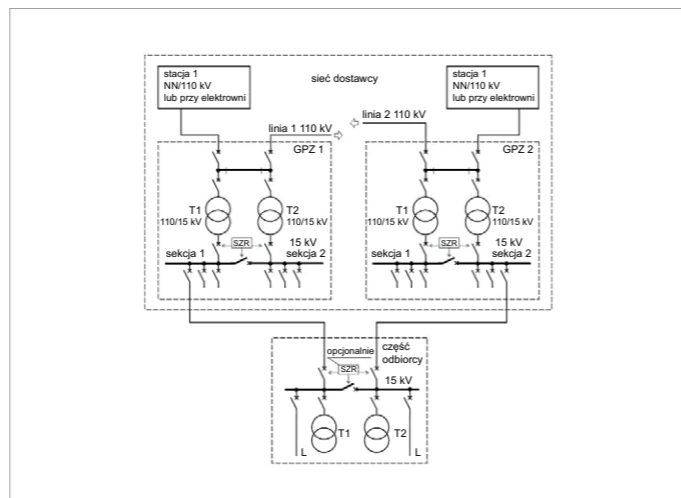 stacja 1
NN/110 kV
lub przy elektrowni
sieć dostawcy
stacja 1
NN/110 kV
lub przy elektrowni
linia 1 110 kV
linia 2 110 kV
GPZ 1
GPZ 2
T1
110/15 kV
T2
110/15 kV
T1
110/15 kV
T2
110/15 kV
sekcja 1
SZR
15 kV
sekcja 2
sekcja 1
SZR
15 kV
sekcja 2
opcjonalnie
część
odbiorcy
SZR
15 kV
T1
T2
L
L